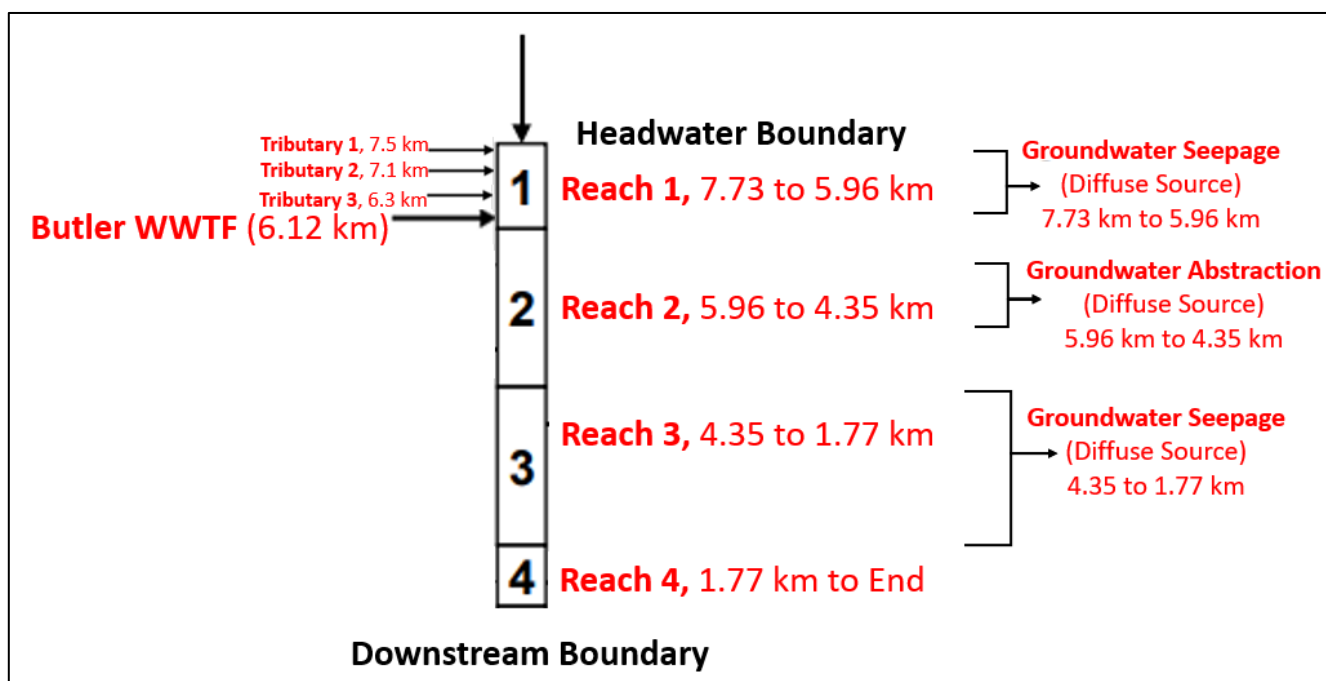 Headwater Boundary
Tributary 1, 7.5 km
Tributary 2, 7.1 km
Tributary 3, 6.3 km
Butler WWTF (6.12 km)
1
Reach 1, 7.73 to 5.96 km
Groundwater Seepage
(Diffuse Source)
7.73 km to 5.96 km
2
Reach 2, 5.96 to 4.35 km
Groundwater Abstraction
(Diffuse Source)
5.96 km to 4.35 km
3
Reach 3, 4.35 to 1.77 km
Groundwater Seepage
(Diffuse Source)
4.35 to 1.77 km
4
Reach 4, 1.77 km to End
Downstream Boundary